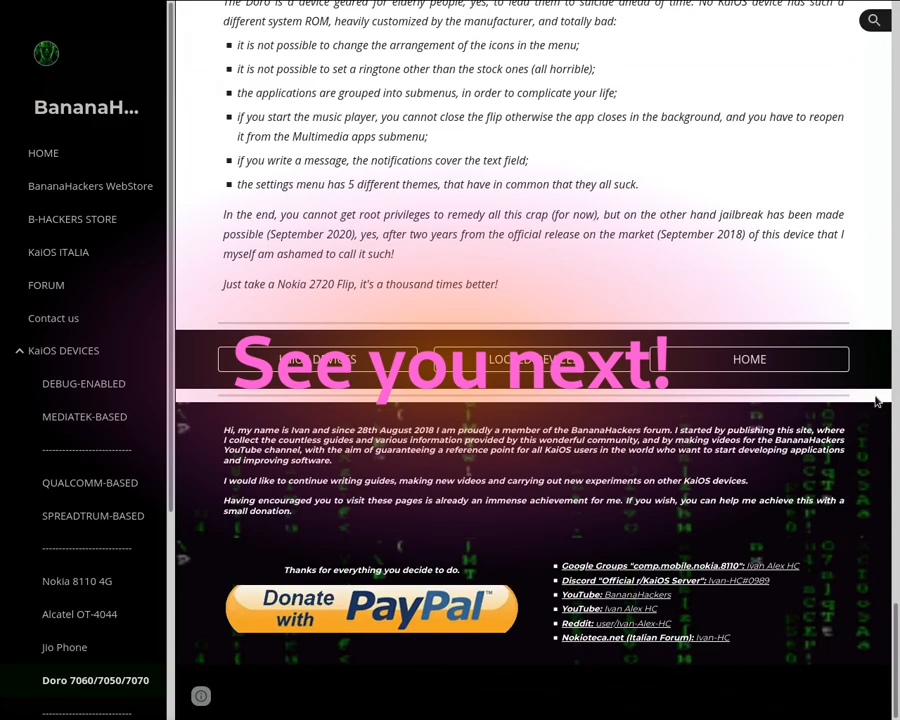 BananaH...
HOME
BananaHackers WebStore
B-HACKERS STORE
KaiOS ITALIA
FORUM
Contact us
KaiOS DEVICES
DEBUG-ENABLED
MEDIATEK-BASED
---------------------------
QUALCOMM-BASED
SPREADTRUM-BASED
---------------------------
Nokia 8110 4G
Alcatel OT-4044
Jio Phone
Doro 7060/7050/7070
---------------------------
The Doro is a device geared for elderly people, yes, to lead them to suicide ahead of time. No KaiOS device has such a
different system ROM, heavily customized by the manufacturer, and totally bad:
■ it is not possible to change the arrangement of the icons in the menu;
■ it is not possible to set a ringtone other than the stock ones (all horrible);
■ the applications are grouped into submenus, in order to complicate your life;
■ if you start the music player, you cannot close the flip otherwise the app closes in the background, and you have to reopen
it from the Multimedia apps submenu;
■ if you write a message, the notifications cover the text field;
■ the settings menu has 5 different themes, that have in common that they all suck.
In the end, you cannot get root privileges to remedy all this crap (for now), but on the other hand jailbreak has been made
possible (September 2020), yes, after two years from the official release on the market (September 2018) of this device that I
myself am ashamed to call it such!
Just take a Nokia 2720 Flip, it's a thousand times better!
See you next!
HOME
Hi, my name is Ivan and since 28th August 2018 I am proudly a member of the BananaHackers forum. I started by publishing this site, where
I collect the countless guides and various information provided by this wonderful community, and by making videos for the BananaHackers
YouTube channel, with the aim of guaranteeing a reference point for all KaiOS users in the world who want to start developing applications
and improving software.
I would like to continue writing guides, making new videos and carrying out new experiments on other KaiOS devices.
Having encouraged you to visit these pages is already an immense achievement for me. If you wish, you can help me achieve this with a
small donation.
Thanks for everything you decide to do.
Donate
with
PayPal™
■ Google Groups "comp.mobile.nokia.8110": Ivan Alex HC
■ Discord "Official r/KaiOS Server": Ivan-HC#0989
■ YouTube: BananaHackers
■ YouTube: Ivan Alex HC
■ Reddit: user/Ivan-Alex-HC
■ Nokioteca.net (Italian Forum): Ivan-HC